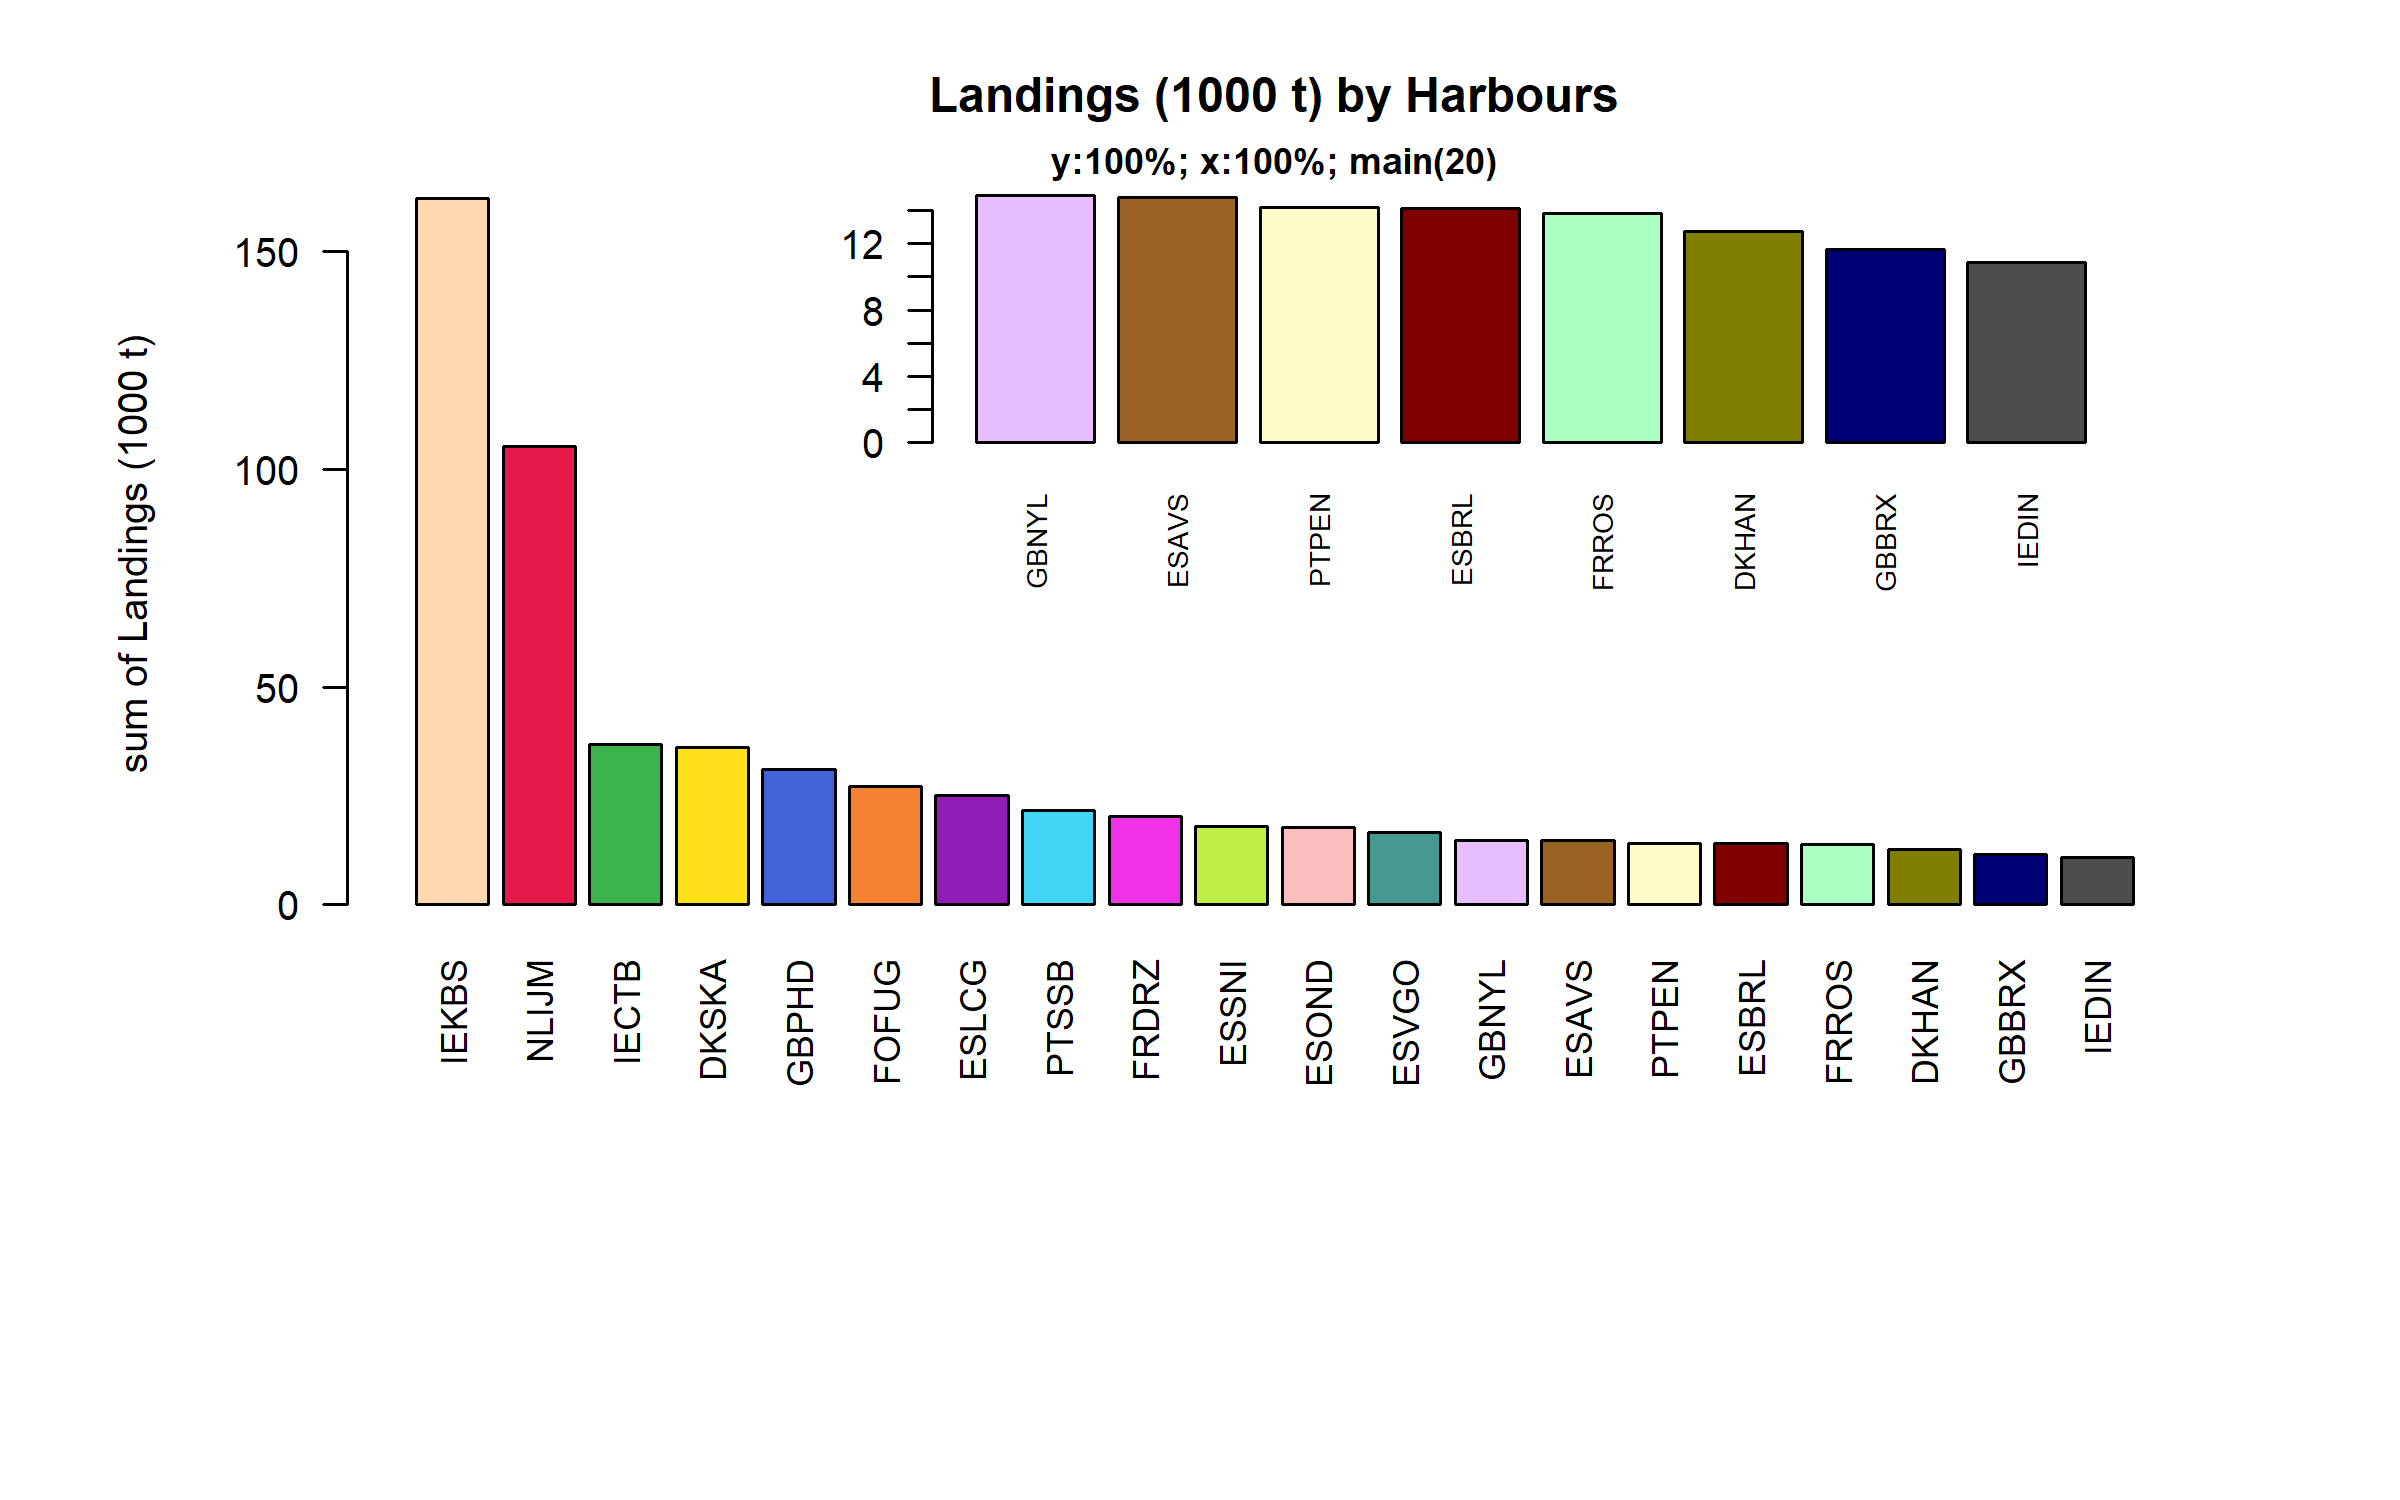 Landings (1000 t) by Harbours
y:100%; x:100%; main(20)
sum of Landings (1000 t)
150
100
50
0
12
8
4
0
GBNYL
ESAVS
PTPEN
ESBRL
FRROS
DKHAN
GBBRX
IEDIN
IEKBS
NLIJM
IECTB
DKSKA
GBPHD
FOFUG
ESLCG
PTSSB
FRDRZ
ESSNI
ESOND
ESVGO
GBNYL
ESAVS
PTPEN
ESBRL
FRROS
DKHAN
GBBRX
IEDIN